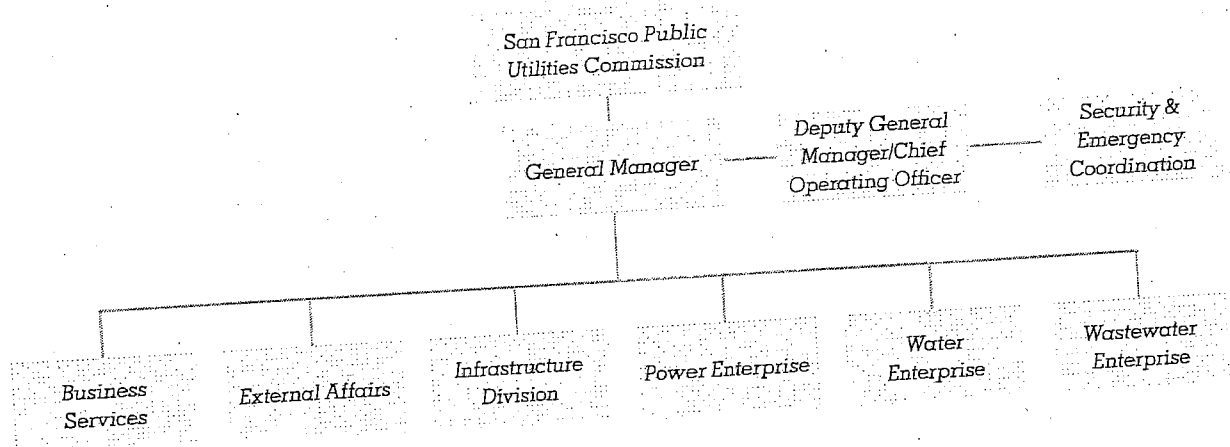 San Francisco Public
Utilities Commission
General Manager
Deputy General
Manager/Chief
Operating Officer
Security &
Emergency
Coordination
Business
Services
External Affairs
Infrastructure
Division
Power Enterprise
Water
Enterprise
Wastewater
Enterprise